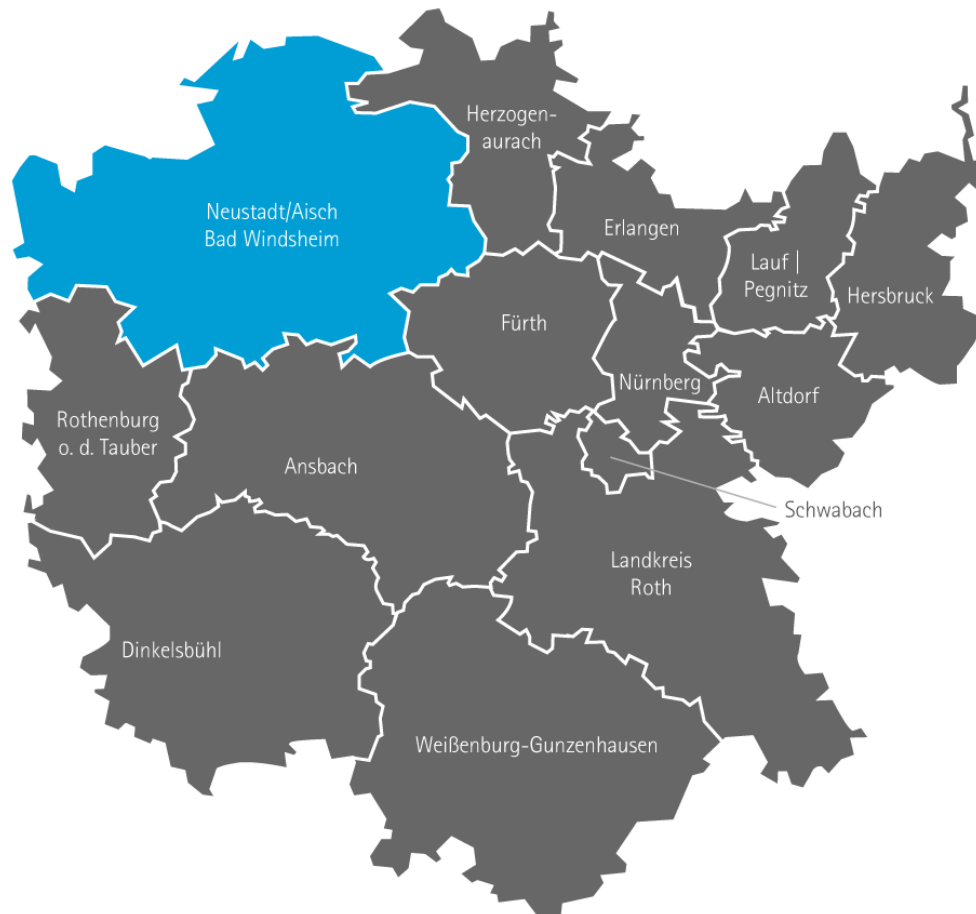 Herzogen-
aurach
Neustadt/Aisch
Bad Windsheim
Erlangen
Lauf |
Pegnitz
Hersbruck
Fürth
Nürnberg
Altdorf
Rothenburg
o. d. Tauber
Ansbach
Schwabach
Landkreis
Roth
Dinkelsbühl
Weißenburg-Gunzenhausen